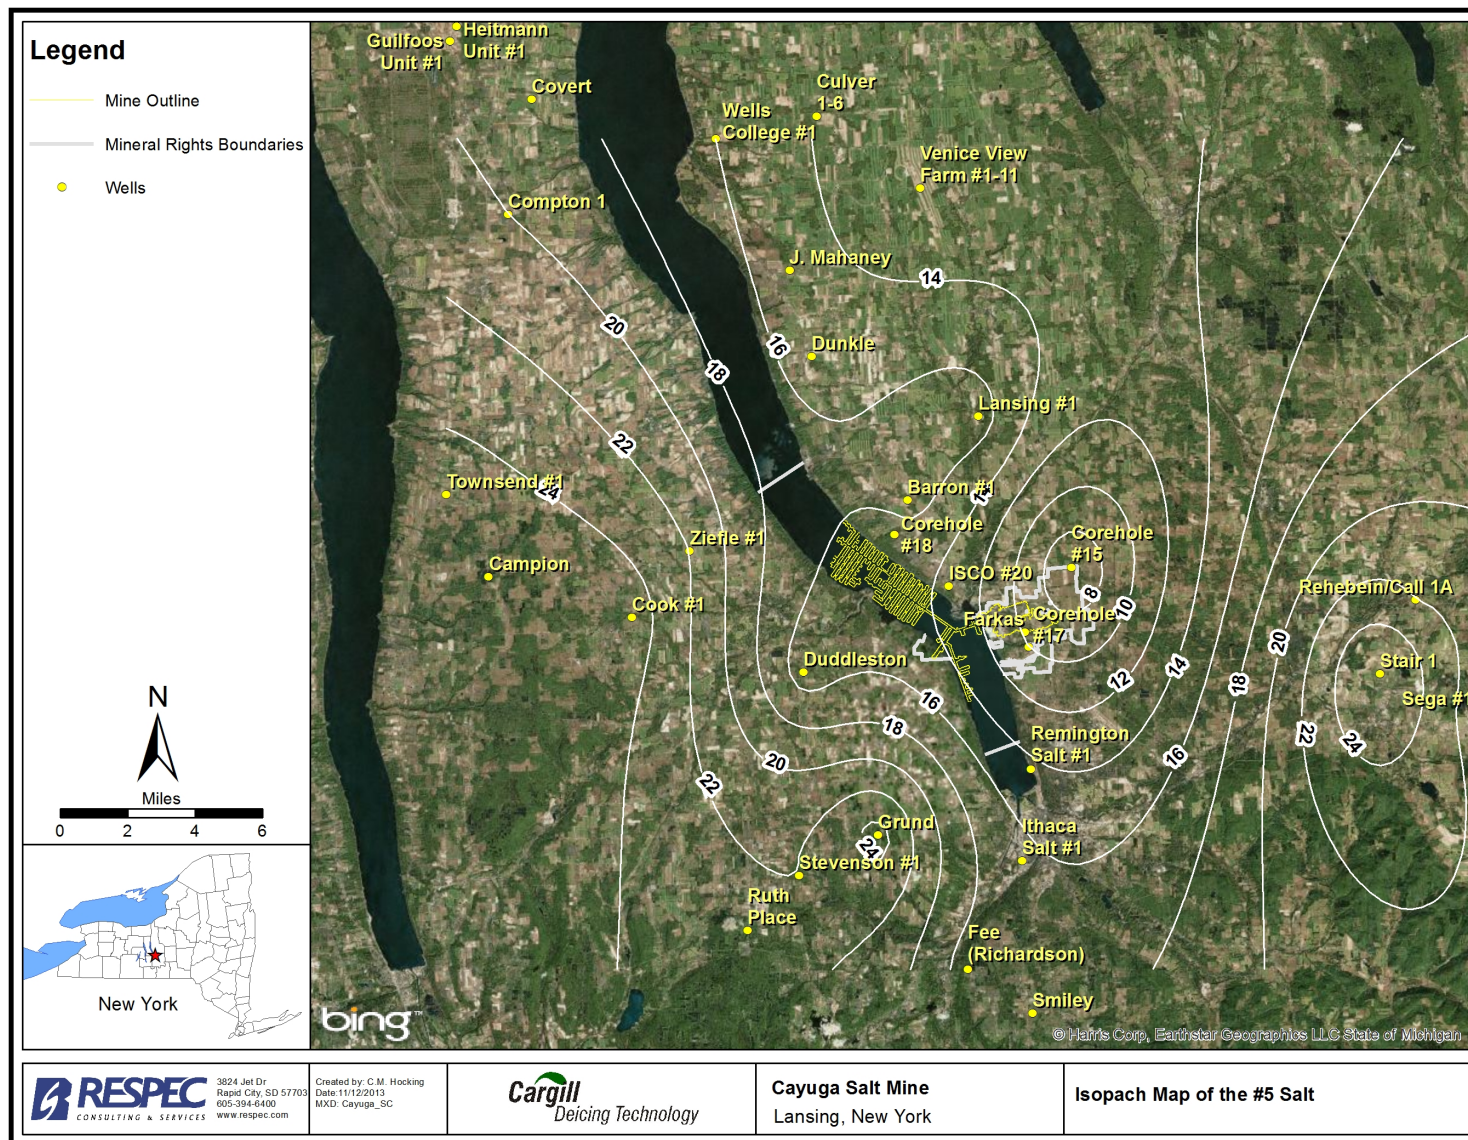 Legend
Mine Outline
Mineral Rights Boundaries
Wells
Heitmann
Unit #1
Guilfoos
Unit #1
Covert
Culver
1-6
Wells
College #1
Venice View
Farm #1-11
Compton 1
J. Mahaney
14
20
16
Dunkle
18
Lansing #1
22
Townsend #1
24
Barron #1
Corehole
#18
Corehole
#15
Ziefle #1
Campion
ISCO #20
8
10
Rehebein/Call 1A
Cook #1
Farkas
Corehole
#17
20
Duddleston
Stair 1
14
12
18
16
Sega #1
18
22
24
Remington
Salt #1
16
20
22
Grund
24
Ithaca
Salt #1
Stevenson #1
Ruth
Place
Fee
(Richardson)
Smiley
N
Miles
0 2 4 6
New York
bing™
© Harris Corp, Earthstar Geographics LLC State of Michigan
RESPEC
CONSULTING & SERVICES
3824 Jet Dr
Rapid City, SD 57703
605-394-6400
www.respec.com
Created by: C.M. Hocking
Date:11/12/2013
MXD: Cayuga_SC
Cargill
Deicing Technology
Cayuga Salt Mine
Lansing, New York
Isopach Map of the #5 Salt